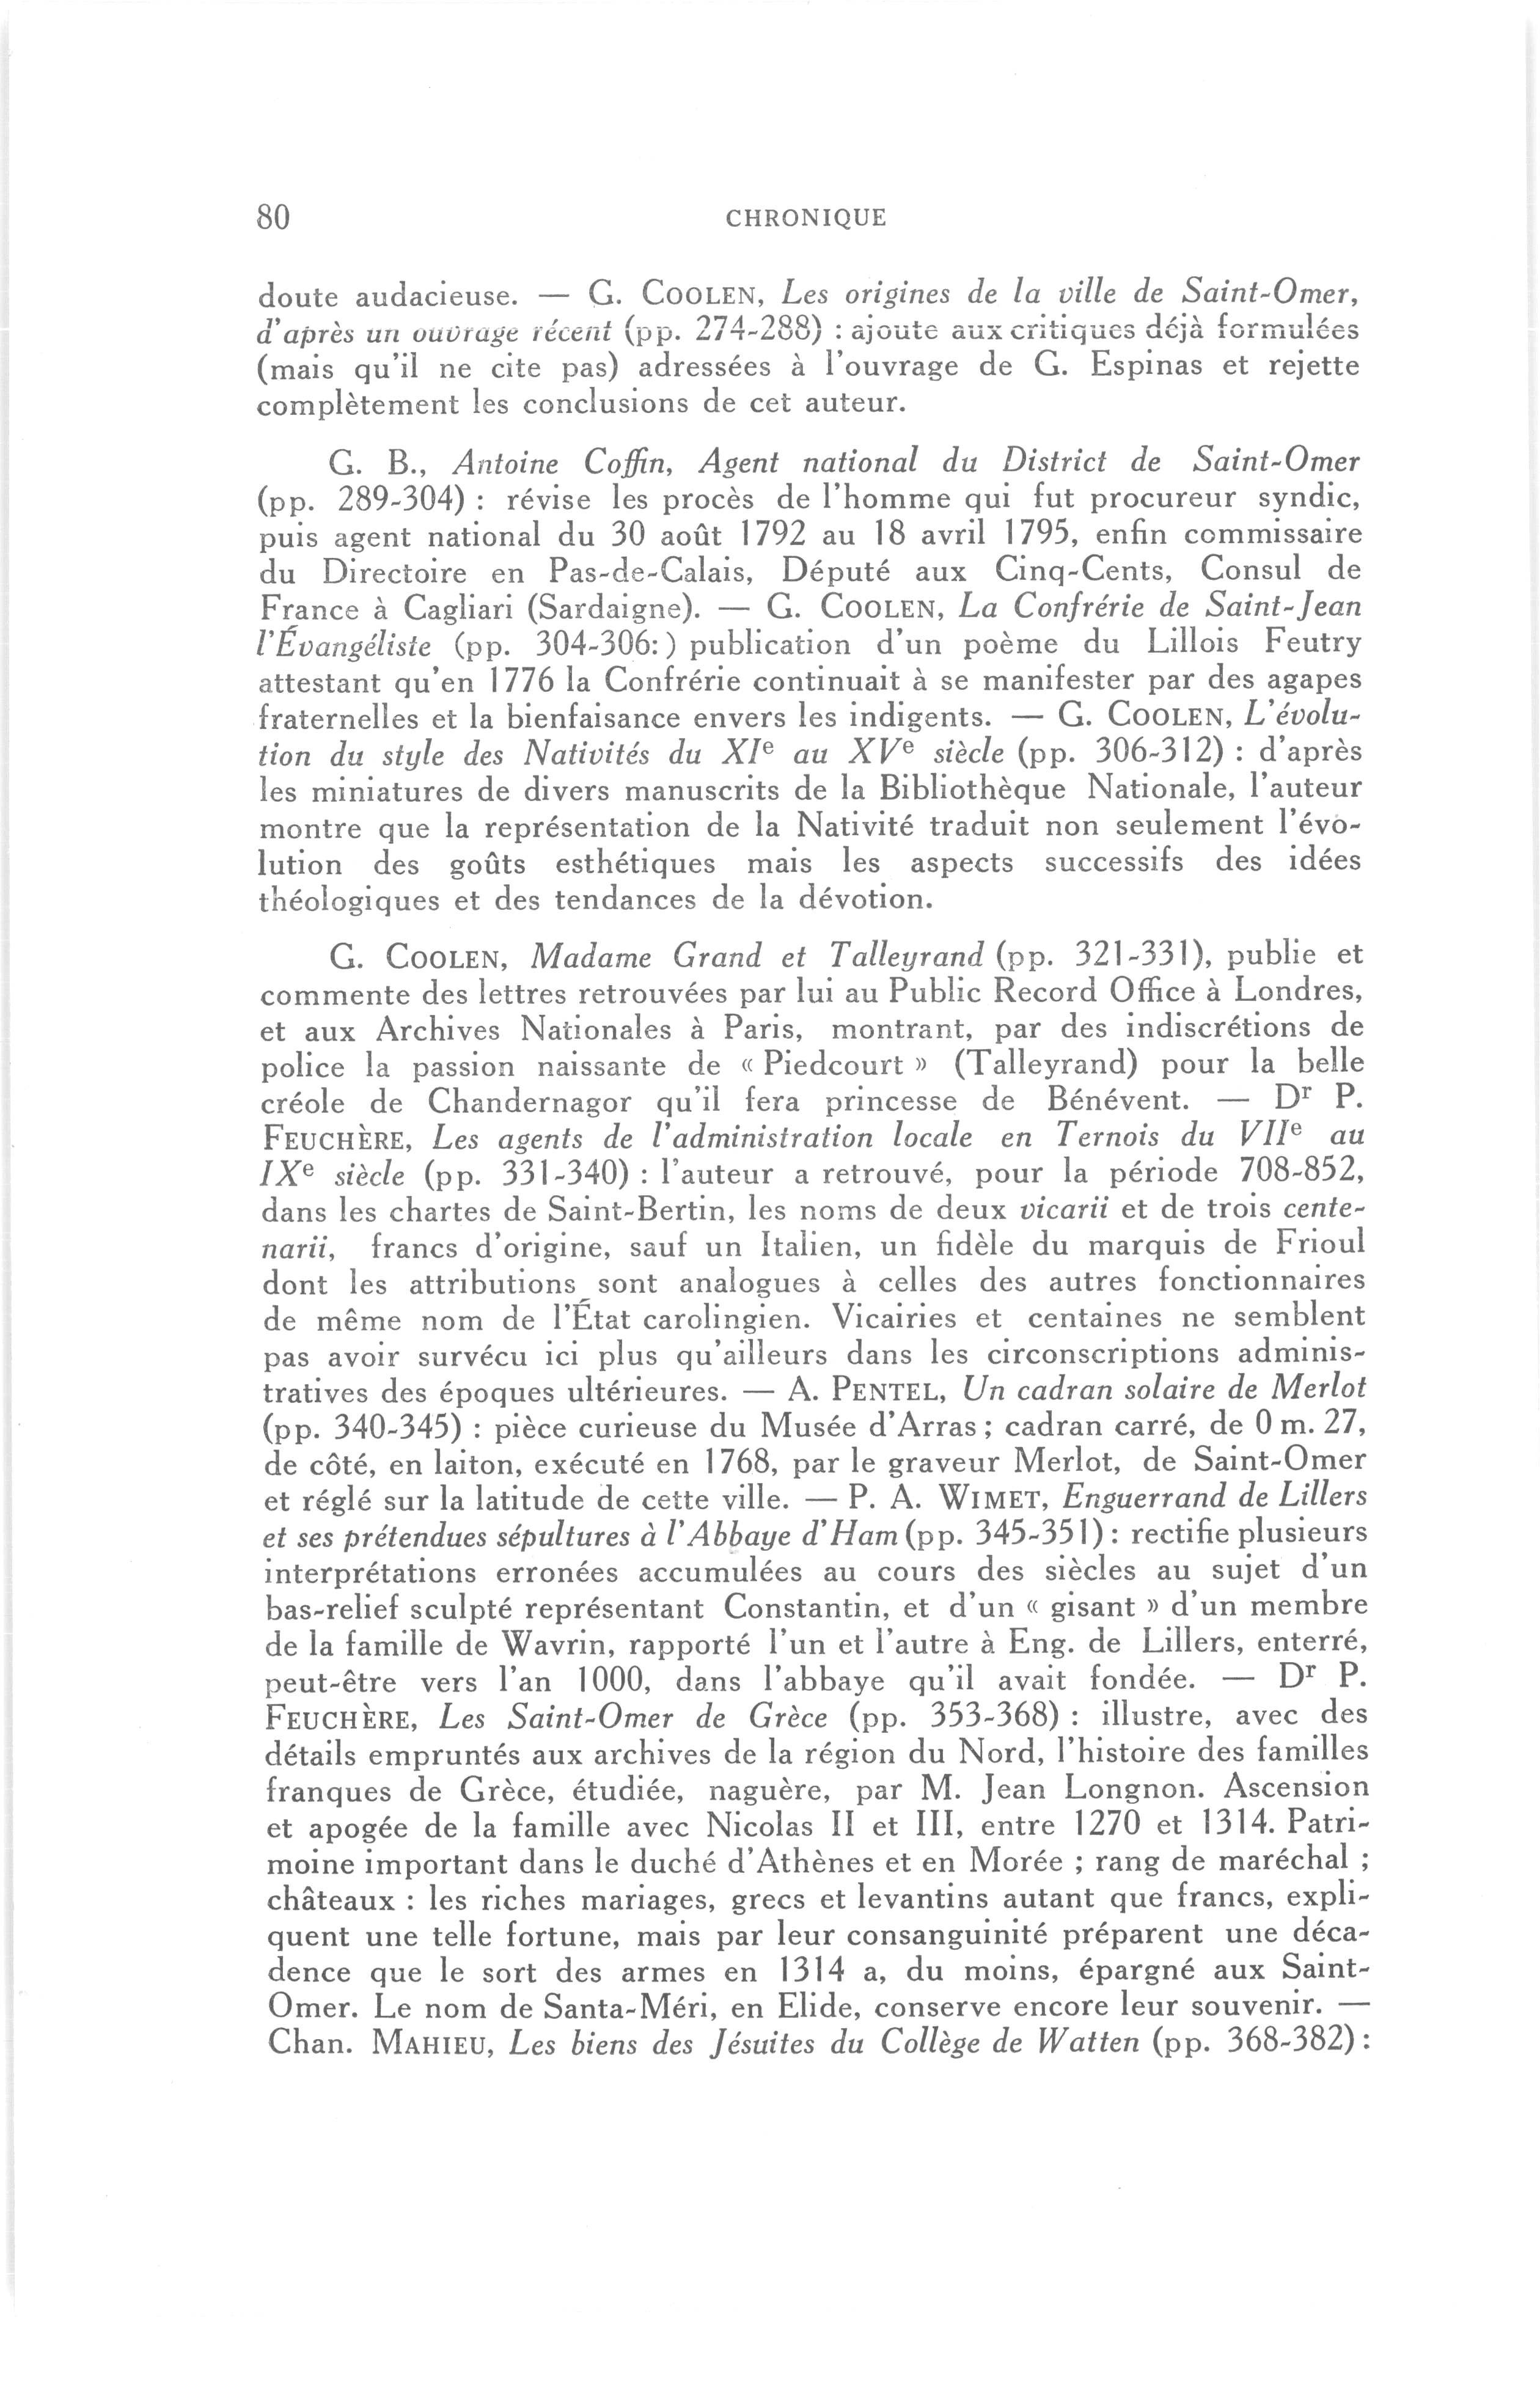 80
CHRONIQUE
doute audacieuse. — G. COOLEN, Les origines de la ville de Saint-Omer,
d'après un ouvrage récent (pp. 274-288) : ajoute aux critiques déjà formulées
(mais qu'il ne cite pas) adressées à l'ouvrage de G. Espinas et rejette
complètement les conclusions de cet auteur.
G. B., Antoine Coffin, Agent national du District de Saint-Omer
(pp. 289-304) : révise les procès de l'homme qui fut procureur syndic,
puis agent national du 30 août 1792 au 18 avril 1795, enfin commissaire
du Directoire en Pas-de-Calais, Député aux Cinq-Cents, Consul de
France à Cagliari (Sardaigne). — G. COOLEN, La Confrérie de Saint-Jean
l'Évangéliste (pp. 304-306:) publication d'un poème du Lillois Feutry
attestant qu'en 1776 la Confrérie continuait à se manifester par des agapes
fraternelles et la bienfaisance envers les indigents. — G. COOLEN, L'évolu-
tion du style des Nativités du XIe au XVe siècle (pp. 306-312) : d'après
les miniatures de divers manuscrits de la Bibliothèque Nationale, l'auteur
montre que la représentation de la Nativité traduit non seulement l'évo-
lution des goûts esthétiques mais les aspects successifs des idées
théologiques et des tendances de la dévotion.
G. COOLEN, Madame Grand et Talleyrand (pp. 321-331), publie et
commente des lettres retrouvées par lui au Public Record Office à Londres,
et aux Archives Nationales à Paris, montrant, par des indiscrétions de
police la passion naissante de « Piedcourt » (Talleyrand) pour la belle
créole de Chandernagor qu'il fera princesse de Bénévent. — Dr P.
FEUCHÈRE, Les agents de l'administration locale en Ternois du VIIe au
IXe siècle (pp. 331-340) : l'auteur a retrouvé, pour la période 708-852,
dans les chartes de Saint-Bertin, les noms de deux vicarii et de trois cente-
narii, francs d'origine, sauf un Italien, un fidèle du marquis de Frioul
dont les attributions sont analogues à celles des autres fonctionnaires
de même nom de l'État carolingien. Vicairies et centaines ne semblent
pas avoir survécu ici plus qu'ailleurs dans les circonscriptions adminis-
tratives des époques ultérieures. — A. PENTEL, Un cadran solaire de Merlot
(pp. 340-345) : pièce curieuse du Musée d'Arras ; cadran carré, de 0 m. 27,
de côté, en laiton, exécuté en 1768, par le graveur Merlot, de Saint-Omer
et réglé sur la latitude de cette ville. — P. A. WIMET, Enguerrand de Lillers
et ses prétendues sépultures à l'Abbaye d'Ham (pp. 345-351) : rectifie plusieurs
interprétations erronées accumulées au cours des siècles au sujet d'un
bas-relief sculpté représentant Constantin, et d'un « gisant » d'un membre
de la famille de Wavrin, rapporté l'un et l'autre à Eng. de Lillers, enterré,
peut-être vers l'an 1000, dans l'abbaye qu'il avait fondée. — Dr P.
FEUCHÈRE, Les Saint-Omer de Grèce (pp. 353-368) : illustre, avec des
détails empruntés aux archives de la région du Nord, l'histoire des familles
franques de Grèce, étudiée, naguère, par M. Jean Longnon. Ascension
et apogée de la famille avec Nicolas II et III, entre 1270 et 1314. Patri-
moine important dans le duché d'Athènes et en Morée ; rang de maréchal ;
châteaux : les riches mariages, grecs et levantins autant que francs, expli-
quent une telle fortune, mais par leur consanguinité préparent une déca-
dence que le sort des armes en 1314 a, du moins, épargné aux Saint-
Omer. Le nom de Santa-Méri, en Elide, conserve encore leur souvenir. —
Chan. MAHIEU, Les biens des Jésuites du Collège de Watten (pp. 368-382) :